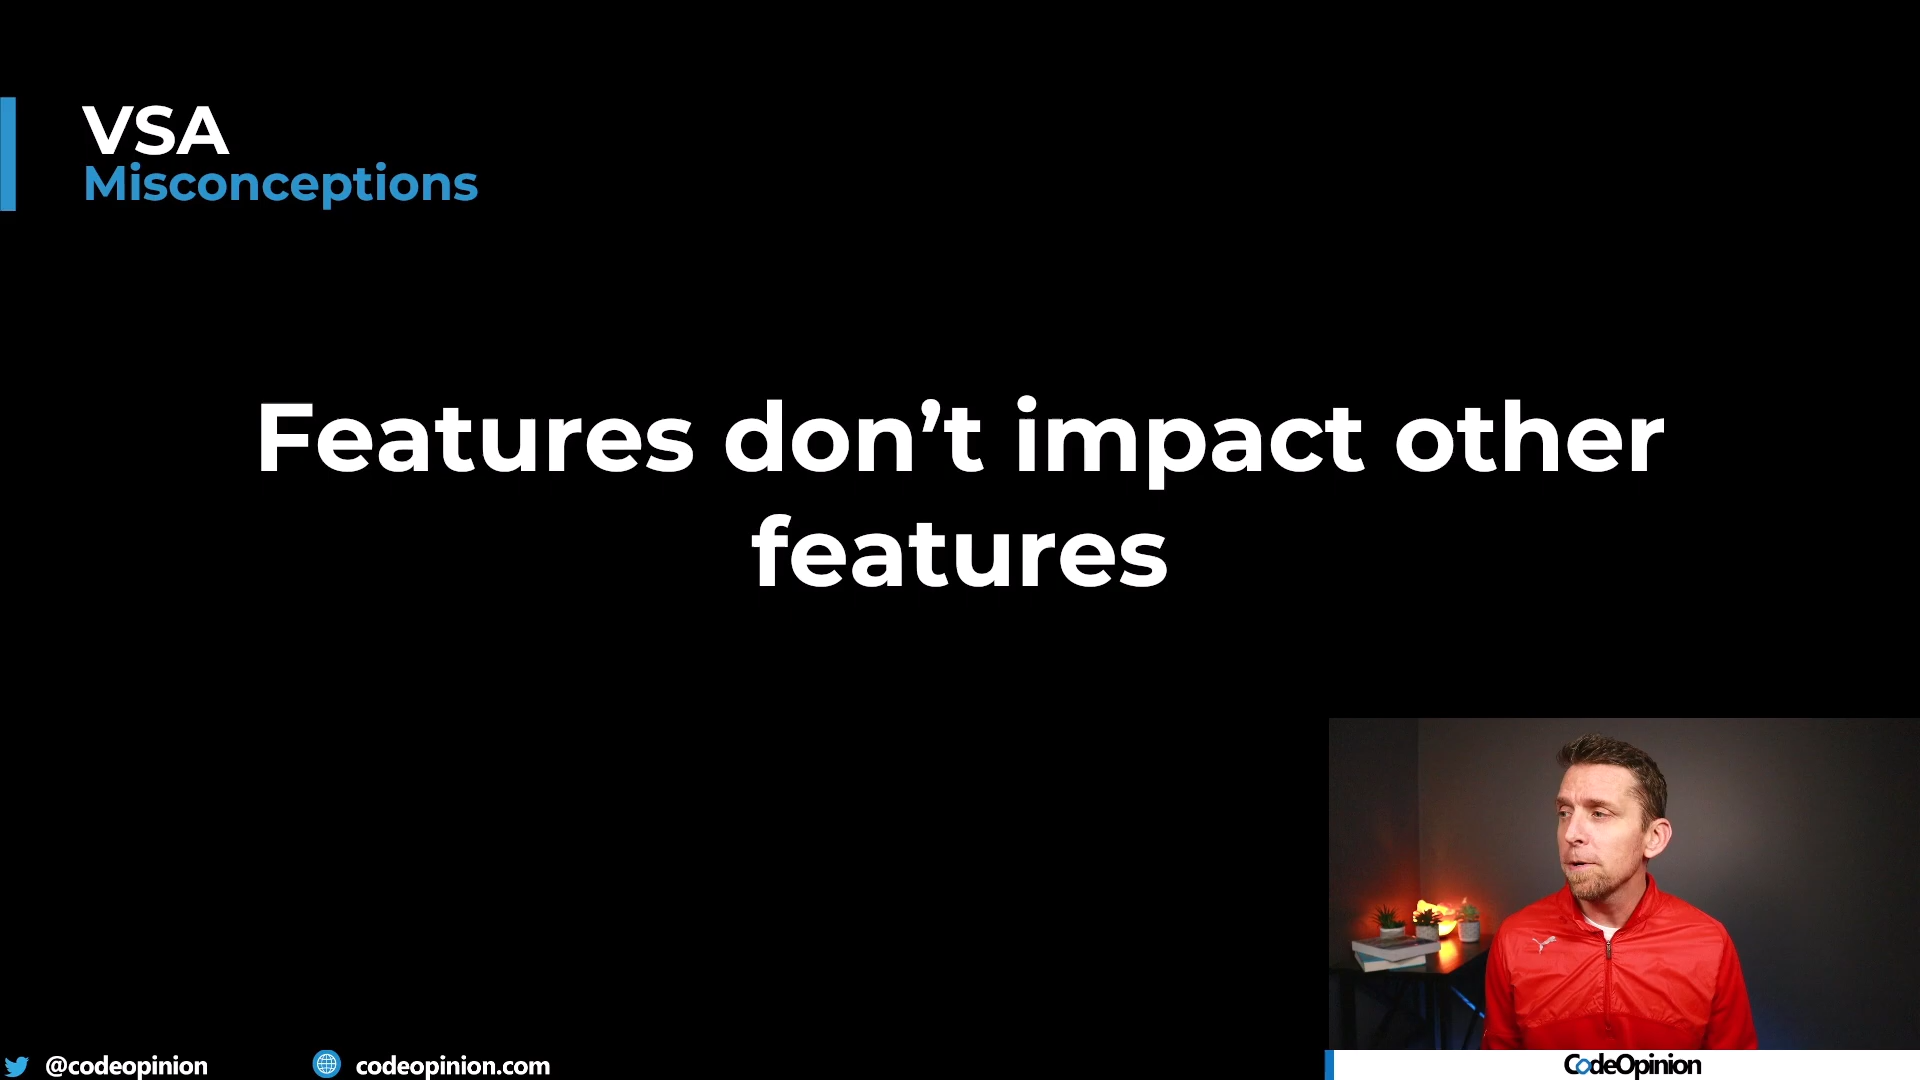 VSA
Misconceptions
Features don’t impact other
features
@codeopinion
codeopinion.com
CodeOpinion